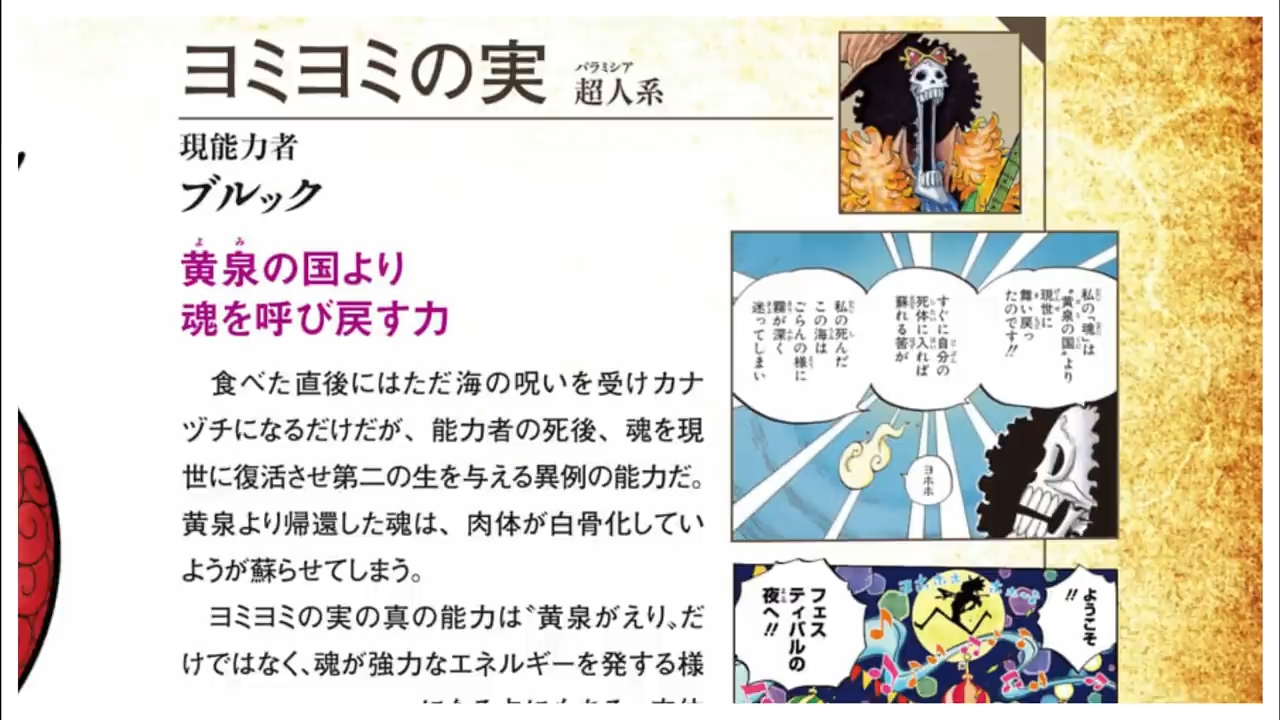 ヨミヨミの実
パラミシア
超人系
現能力者
ブルック
よみ
黄泉の国より
魂を呼び戻す力
食べた直後にはただ海の呪いを受けカナ
ヅチになるだけだが、能力者の死後、魂を現
世に復活させ第二の生を与える異例の能力だ。
黄泉より帰還した魂は、肉体が白骨化してい
ようが蘇らせてしまう。
ヨミヨミの実の真の能力は〝黄泉がえり〟だ
けではなく、魂が強力なエネルギーを発する様
私の「魂」は
〝黄泉の国〟より
現世に
舞い戻っ
たのです!!
すぐに自分の
死体に入れば
蘇れる筈が
私の死んだ
この海は
ごらんの様に
霧が深く
迷ってしまい
ヨホホ
ようこそ
!!
フェス
ティバルの
夜へ!!